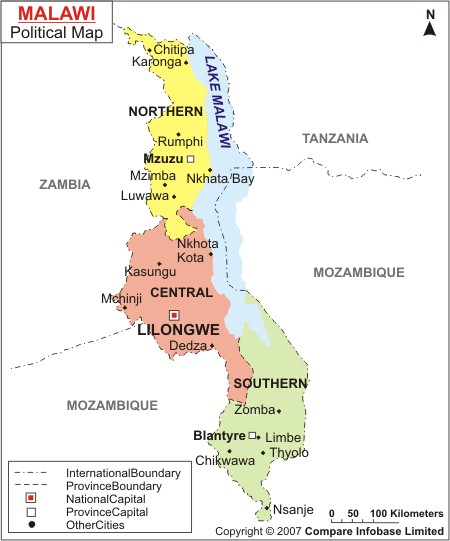 MALAWI
Political Map
N
Chitipa
Karonga
LAKE MALAWI
NORTHERN
TANZANIA
Rumphi
Mzuzu
Mzimba
Nkhata Bay
ZAMBIA
Luwawa
Nkhota
Kota
Kasungu
MOZAMBIQUE
CENTRAL
Mchinji
LILONGWE
Dedza
SOUTHERN
MOZAMBIQUE
Zomba
Blantyre
Limbe
Chikwawa
Thyolo
Nsanje
InternationalBoundary
ProvinceBoundary
NationalCapital
ProvinceCapital
OtherCities
0 50 100 Kilometers
Copyright © 2007 Compare Infobase Limited